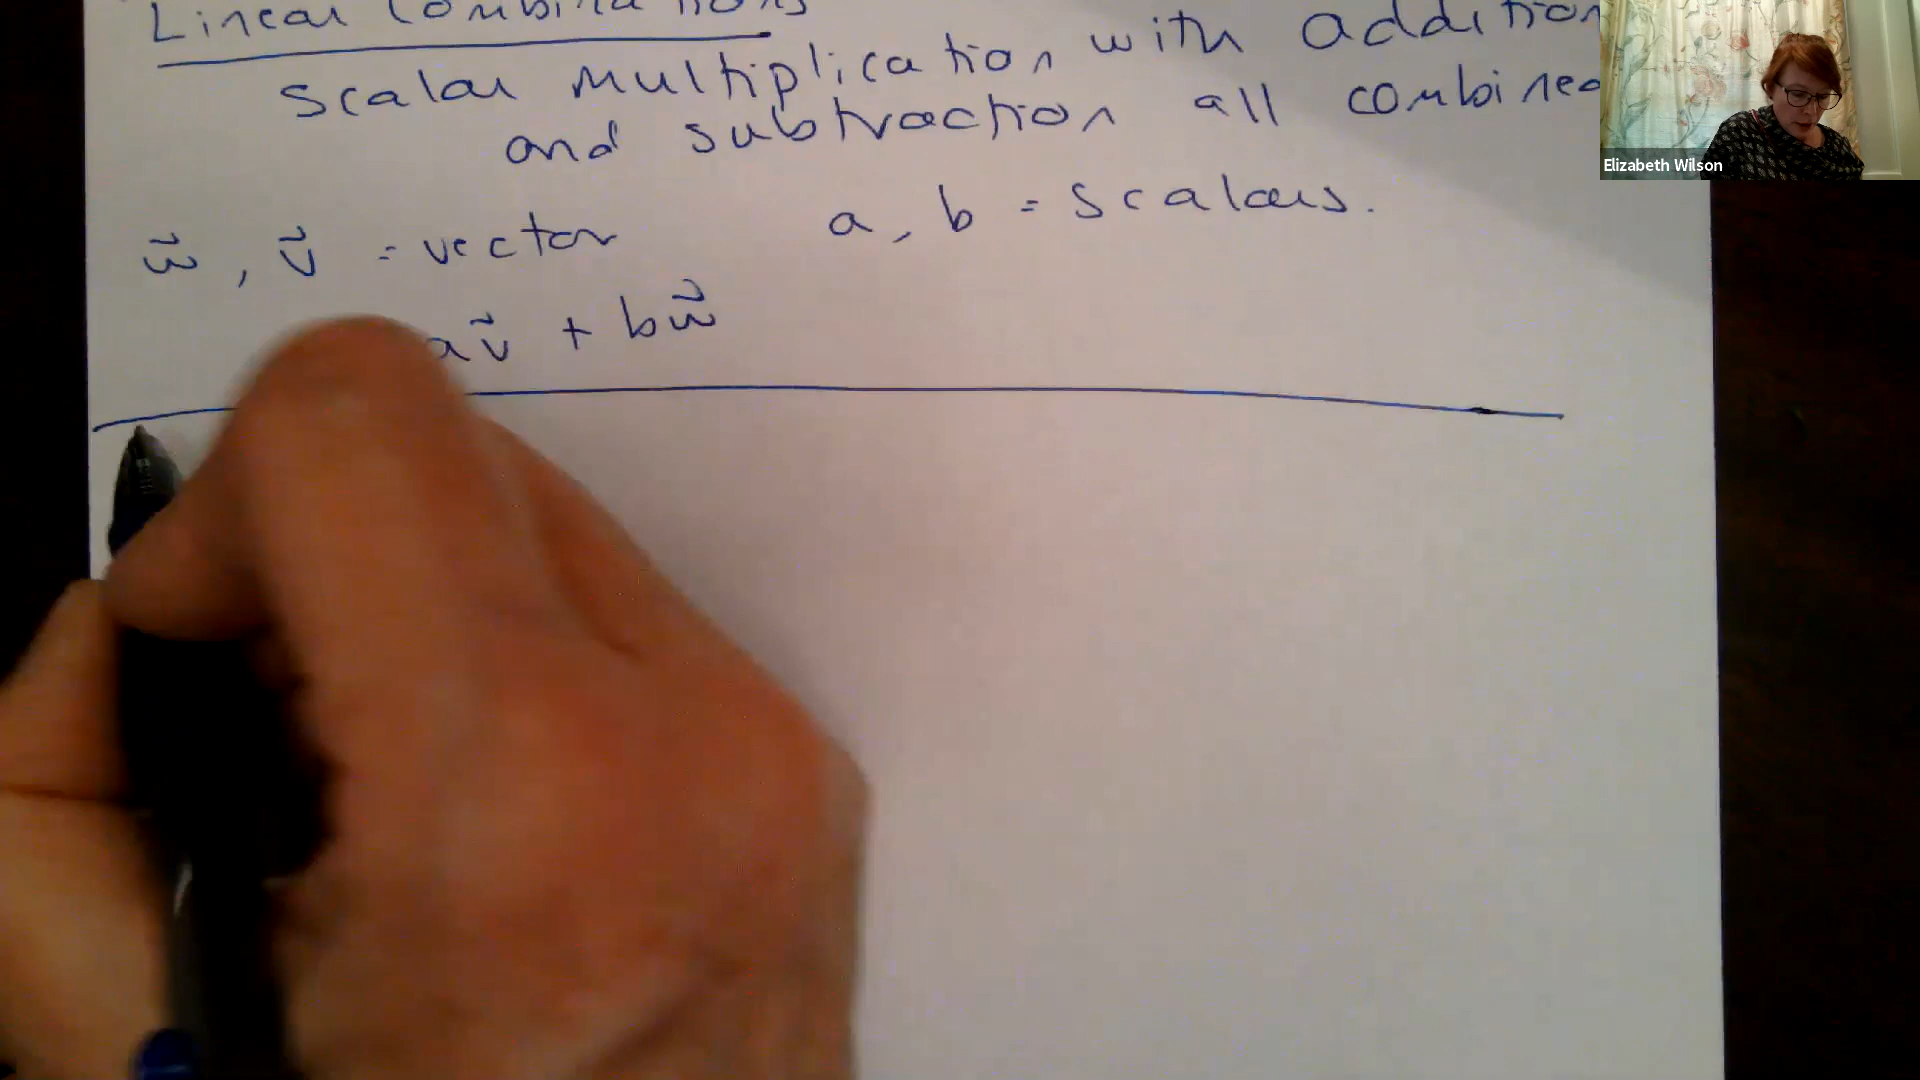 Linear Combinations
scalar multiplication with addition
and subtraction all combined
Elizabeth Wilson
w⃗, v⃗ = vector a, b = scalars.
av⃗ + bw⃗